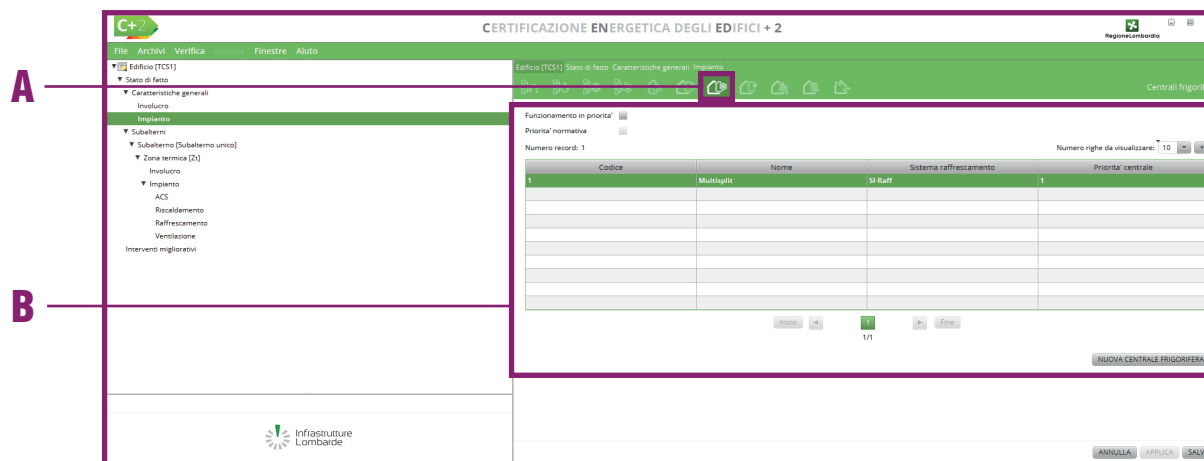 C+2
CERTIFICAZIONE ENERGETICA DEGLI EDIFICI + 2
RegioneLombardia
File Archivi Verifica Opzioni Finestre Aiuto
Edificio [TCS1]
Stato di fatto
Caratteristiche generali
Involucro
Impianto
Subalterni
Subalterno [Subalterno unico]
Zona termica [Zt]
Involucro
Impianto
ACS
Riscaldamento
Raffrescamento
Ventilazione
Interventi migliorativi
Infrastrutture
Lombarde
A
B
Edificio [TCS1] Stato di fatto Caratteristiche generali Impianto
Centrali frigorif
Funzionamento in priorita'
Priorita' normativa
Numero record: 1
Numero righe da visualizzare: 10
Codice Nome Sistema raffrescamento Priorita' centrale
1 Multisplit SI-Raff 1
Inizio 1 Fine
1/1
NUOVA CENTRALE FRIGORIFERA
ANNULLA APPLICA SALV